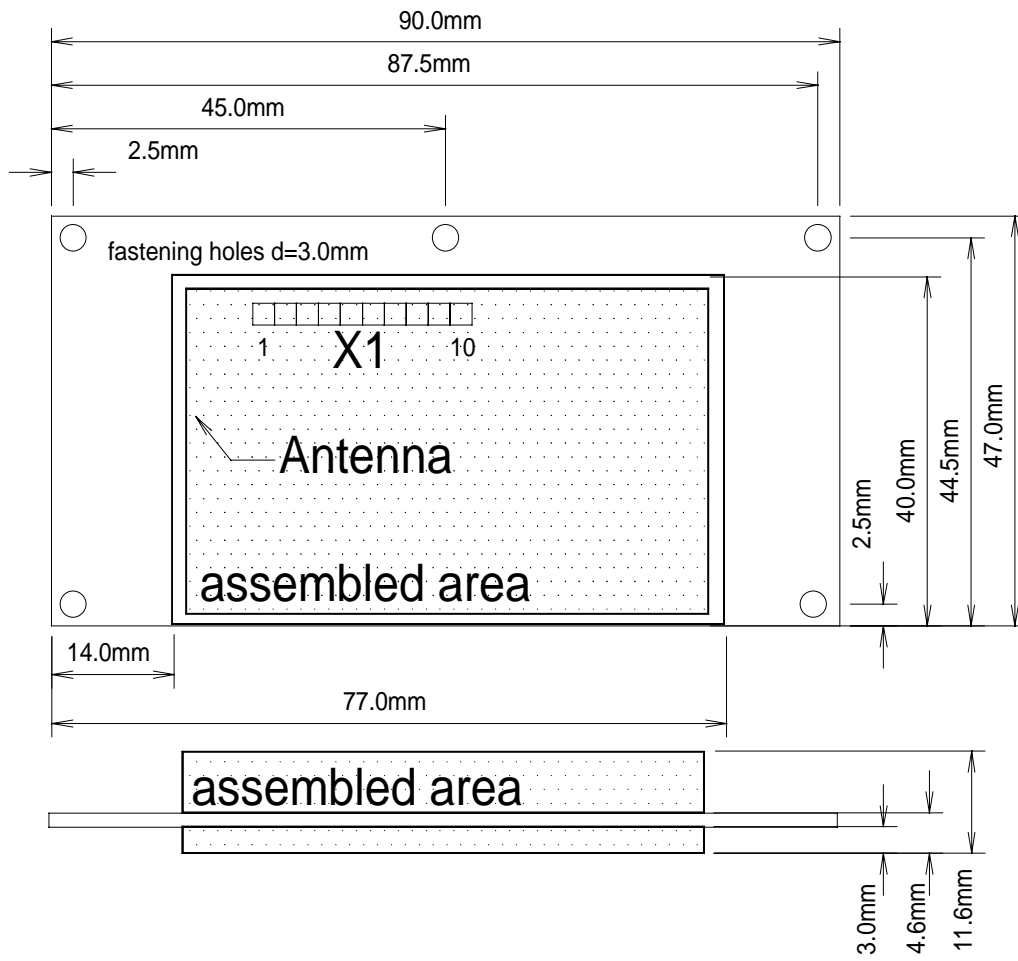 90.0mm
87.5mm
45.0mm
2.5mm
fastening holes d=3.0mm
1
X1
10
Antenna
assembled area
2.5mm
40.0mm
44.5mm
47.0mm
14.0mm
77.0mm
assembled area
3.0mm
4.6mm
11.6mm